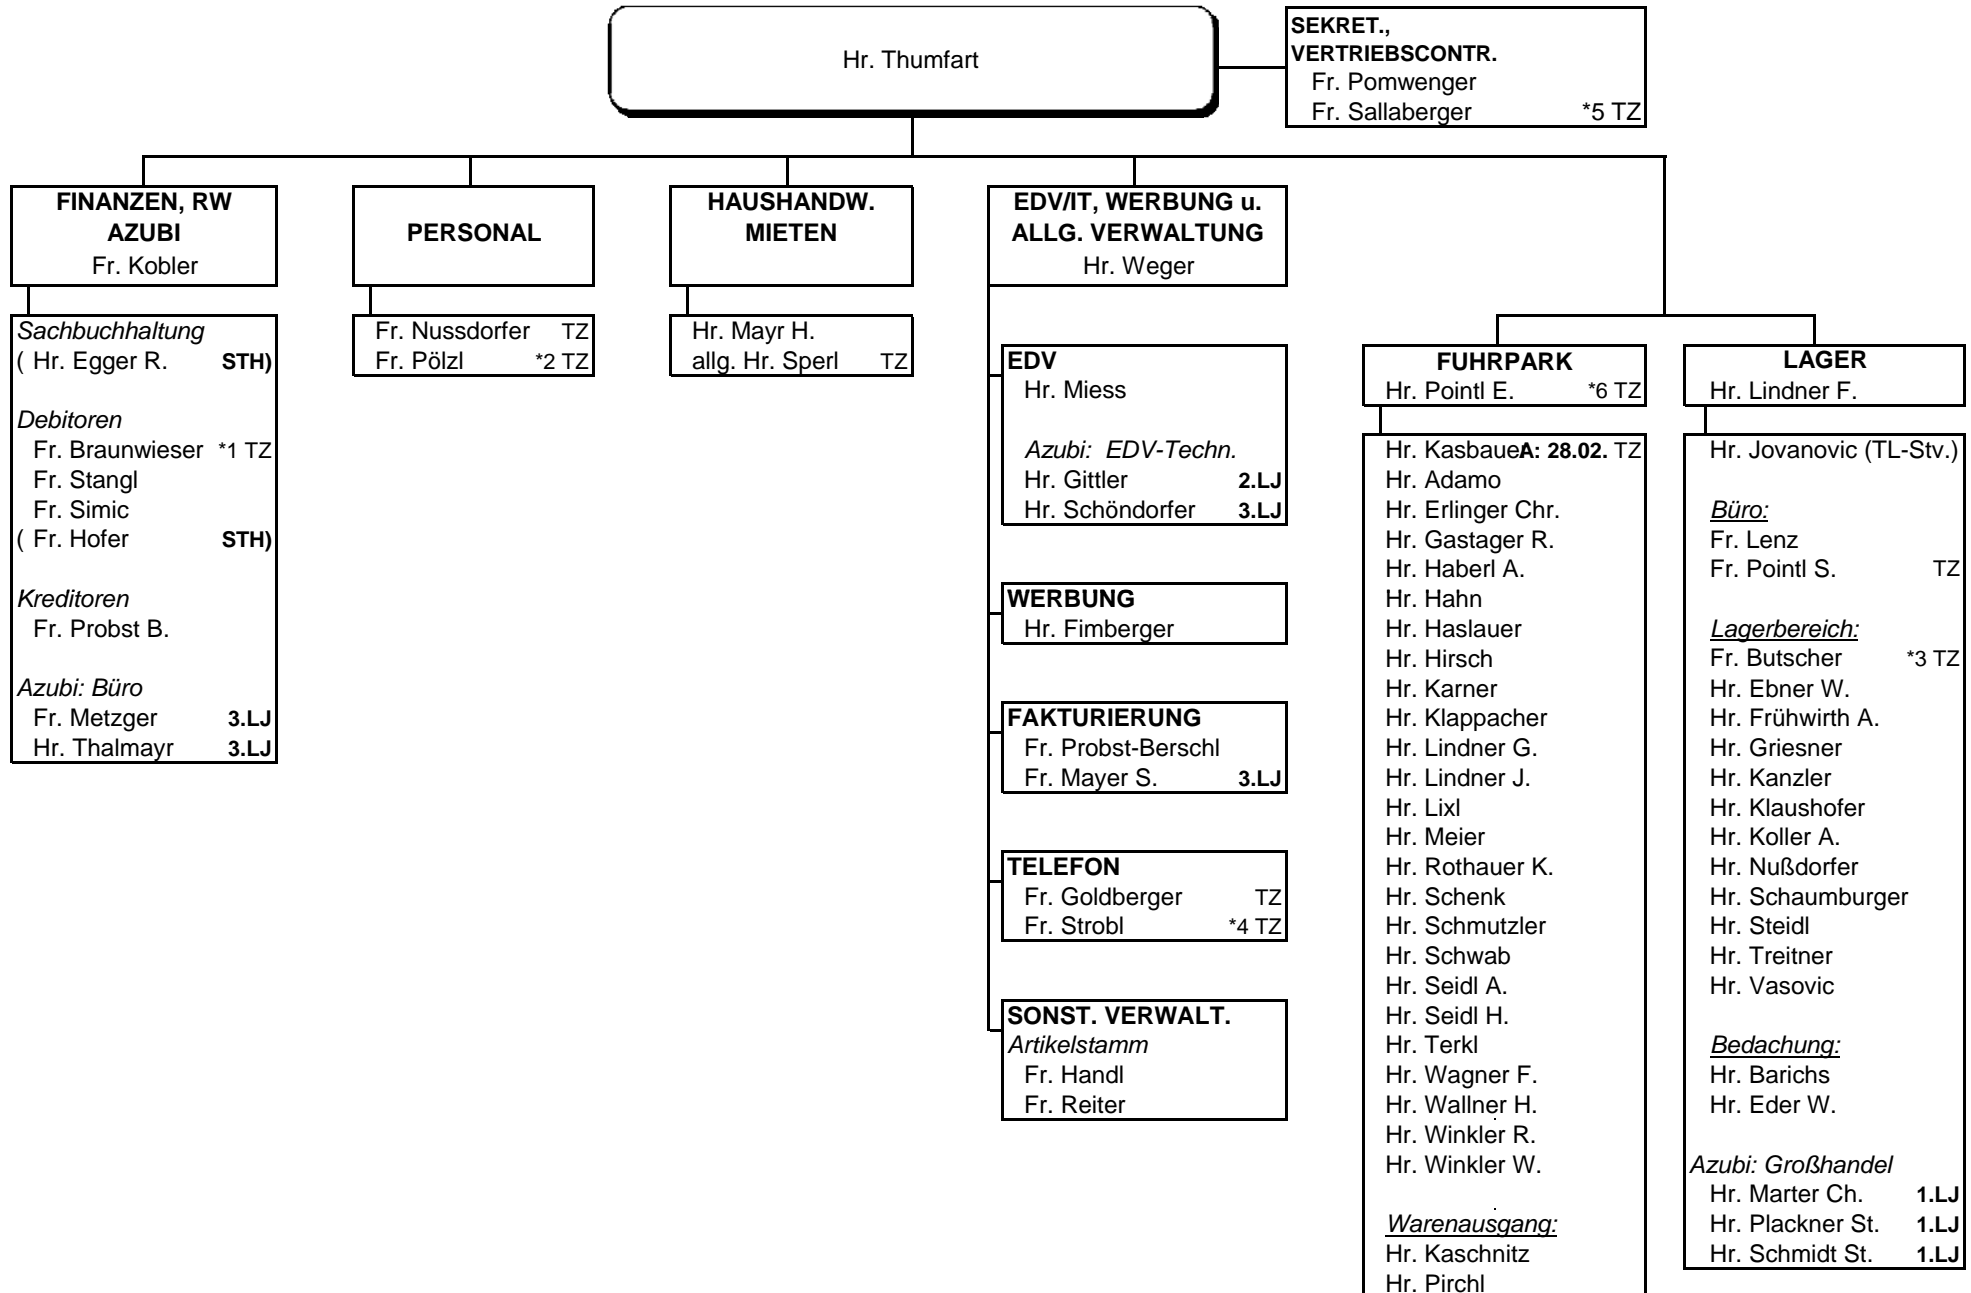 Hr. Thumfart
SEKRET.,
VERTRIEBSCONTR.
Fr. Pomwenger
Fr. Sallaberger *5 TZ
FINANZEN, RW
AZUBI
Fr. Kobler
Sachbuchhaltung
( Hr. Egger R. STH)
Debitoren
Fr. Braunwieser *1 TZ
Fr. Stangl
Fr. Simic
( Fr. Hofer STH)
Kreditoren
Fr. Probst B.
Azubi: Büro
Fr. Metzger 3.LJ
Hr. Thalmayr 3.LJ
PERSONAL
Fr. Nussdorfer TZ
Fr. Pölzl *2 TZ
HAUSHANDW.
MIETEN
Hr. Mayr H.
allg. Hr. Sperl TZ
EDV/IT, WERBUNG u.
ALLG. VERWALTUNG
Hr. Weger
EDV
Hr. Miess
Azubi: EDV-Techn.
Hr. Gittler 2.LJ
Hr. Schöndorfer 3.LJ
WERBUNG
Hr. Fimberger
FAKTURIERUNG
Fr. Probst-Berschl
Fr. Mayer S. 3.LJ
TELEFON
Fr. Goldberger TZ
Fr. Strobl *4 TZ
SONST. VERWALT.
Artikelstamm
Fr. Handl
Fr. Reiter
FUHRPARK
Hr. Pointl E. *6 TZ
Hr. Kasbauer A: 28.02. TZ
Hr. Adamo
Hr. Erlinger Chr.
Hr. Gastager R.
Hr. Haberl A.
Hr. Hahn
Hr. Haslauer
Hr. Hirsch
Hr. Karner
Hr. Klappacher
Hr. Lindner G.
Hr. Lindner J.
Hr. Lixl
Hr. Meier
Hr. Rothauer K.
Hr. Schenk
Hr. Schmutzler
Hr. Schwab
Hr. Seidl A.
Hr. Seidl H.
Hr. Terkl
Hr. Wagner F.
Hr. Wallner H.
Hr. Winkler R.
Hr. Winkler W.
Warenausgang:
Hr. Kaschnitz
Hr. Pirchl
LAGER
Hr. Lindner F.
Hr. Jovanovic (TL-Stv.)
Büro:
Fr. Lenz
Fr. Pointl S. TZ
Lagerbereich:
Fr. Butscher *3 TZ
Hr. Ebner W.
Hr. Frühwirth A.
Hr. Griesner
Hr. Kanzler
Hr. Klaushofer
Hr. Koller A.
Hr. Nußdorfer
Hr. Schaumburger
Hr. Steidl
Hr. Treitner
Hr. Vasovic
Bedachung:
Hr. Barichs
Hr. Eder W.
Azubi: Großhandel
Hr. Marter Ch. 1.LJ
Hr. Plackner St. 1.LJ
Hr. Schmidt St. 1.LJ